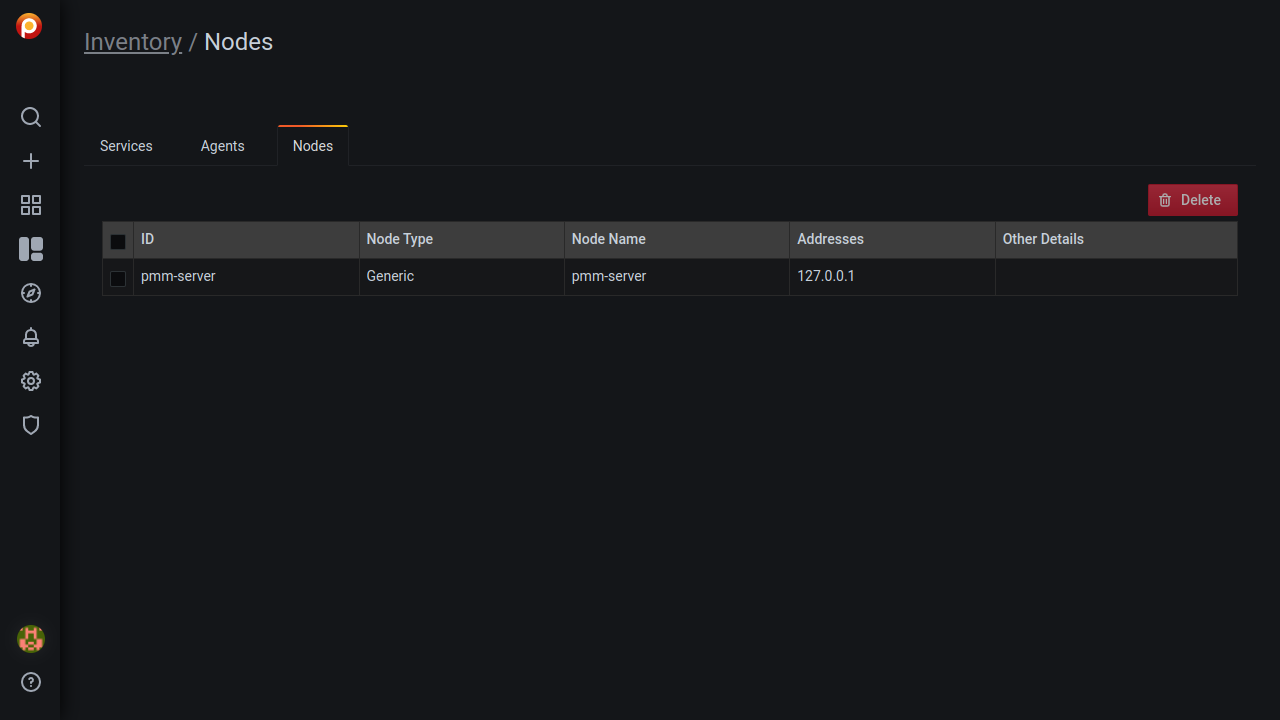 Inventory / Nodes
Services Agents Nodes
Delete
ID Node Type Node Name Addresses Other Details
pmm-server Generic pmm-server 127.0.0.1